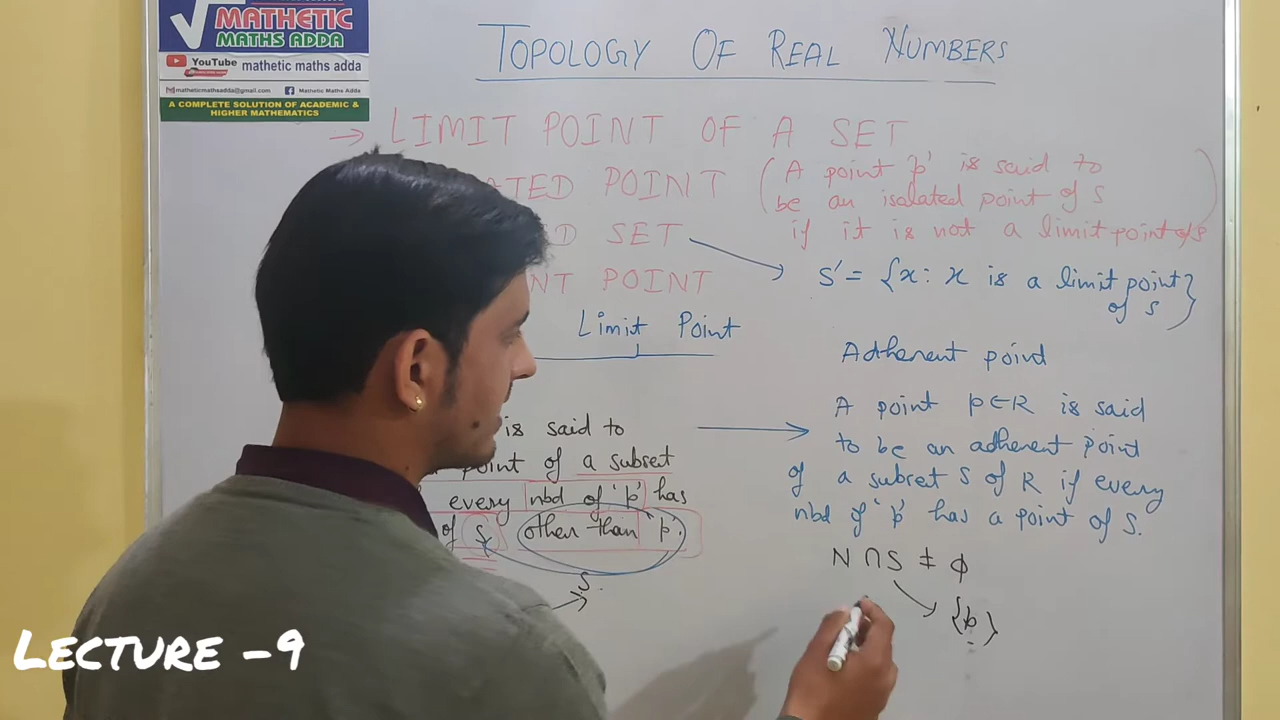 MATHETIC
MATHS ADDA
YouTube mathetic maths adda
matheticmathsadda@gmail.com Mathetic Maths Adda
A COMPLETE SOLUTION OF ACADEMIC &
HIGHER MATHEMATICS
TOPOLOGY OF REAL NUMBERS
→ LIMIT POINT OF A SET
ATED POINT
(A point 'p' is said to
be an isolated point of S
if it is not a limit point of S)
D SET
S' = {x: x is a limit point
of S}
NT POINT
Limit Point
is said to
point of a subset
every nbd of 'p' has
of S other than 'p'.
S
Adherent point
A point p∈R is said
to be an adherent point
of a subset S of R if every
nbd of 'p' has a point of S.
N ∩ S ≠ φ
{p}
LECTURE -9